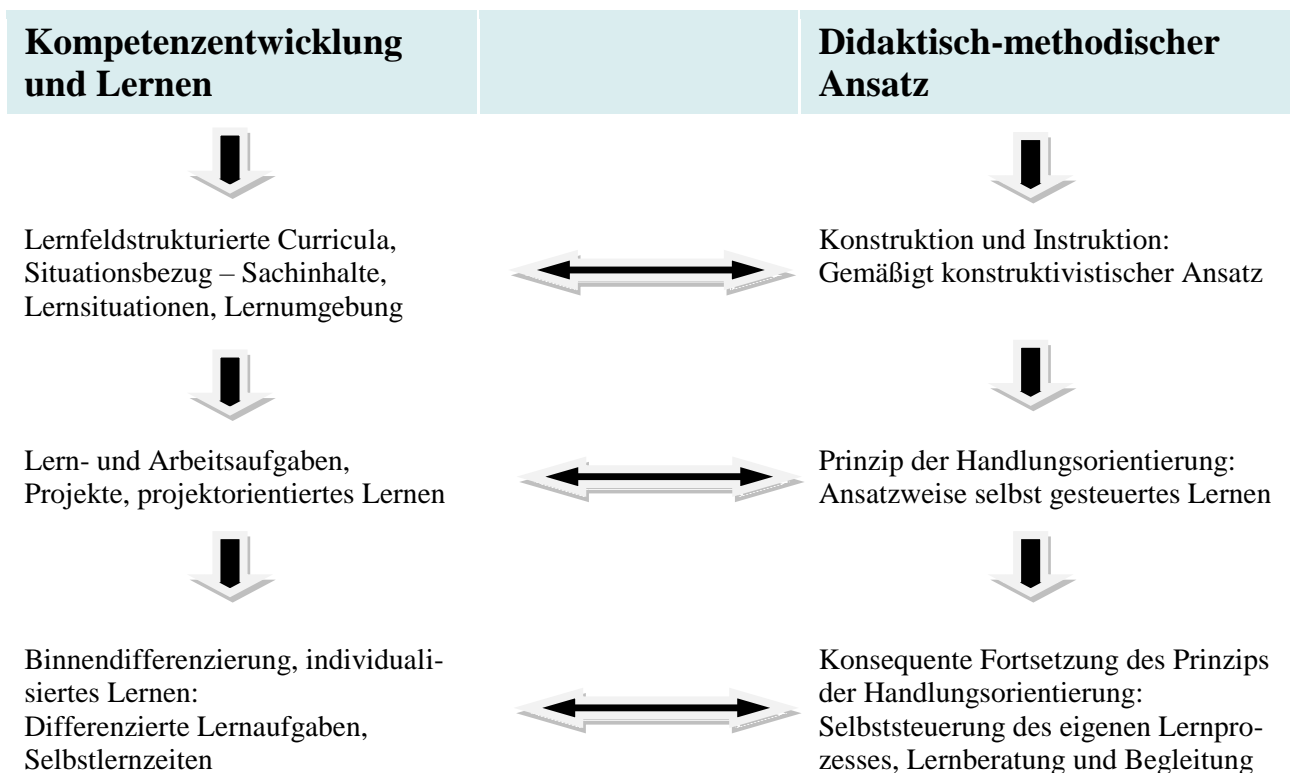 Kompetenzentwicklung
und Lernen
Didaktisch-methodischer
Ansatz
Lernfeldstrukturierte Curricula,
Situationsbezug – Sachinhalte,
Lernsituationen, Lernumgebung
Konstruktion und Instruktion:
Gemäßigt konstruktivistischer Ansatz
Lern- und Arbeitsaufgaben,
Projekte, projektorientiertes Lernen
Prinzip der Handlungsorientierung:
Ansatzweise selbst gesteuertes Lernen
Binnendifferenzierung, individuali-
siertes Lernen:
Differenzierte Lernaufgaben,
Selbstlernzeiten
Konsequente Fortsetzung des Prinzips
der Handlungsorientierung:
Selbststeuerung des eigenen Lernpro-
zesses, Lernberatung und Begleitung